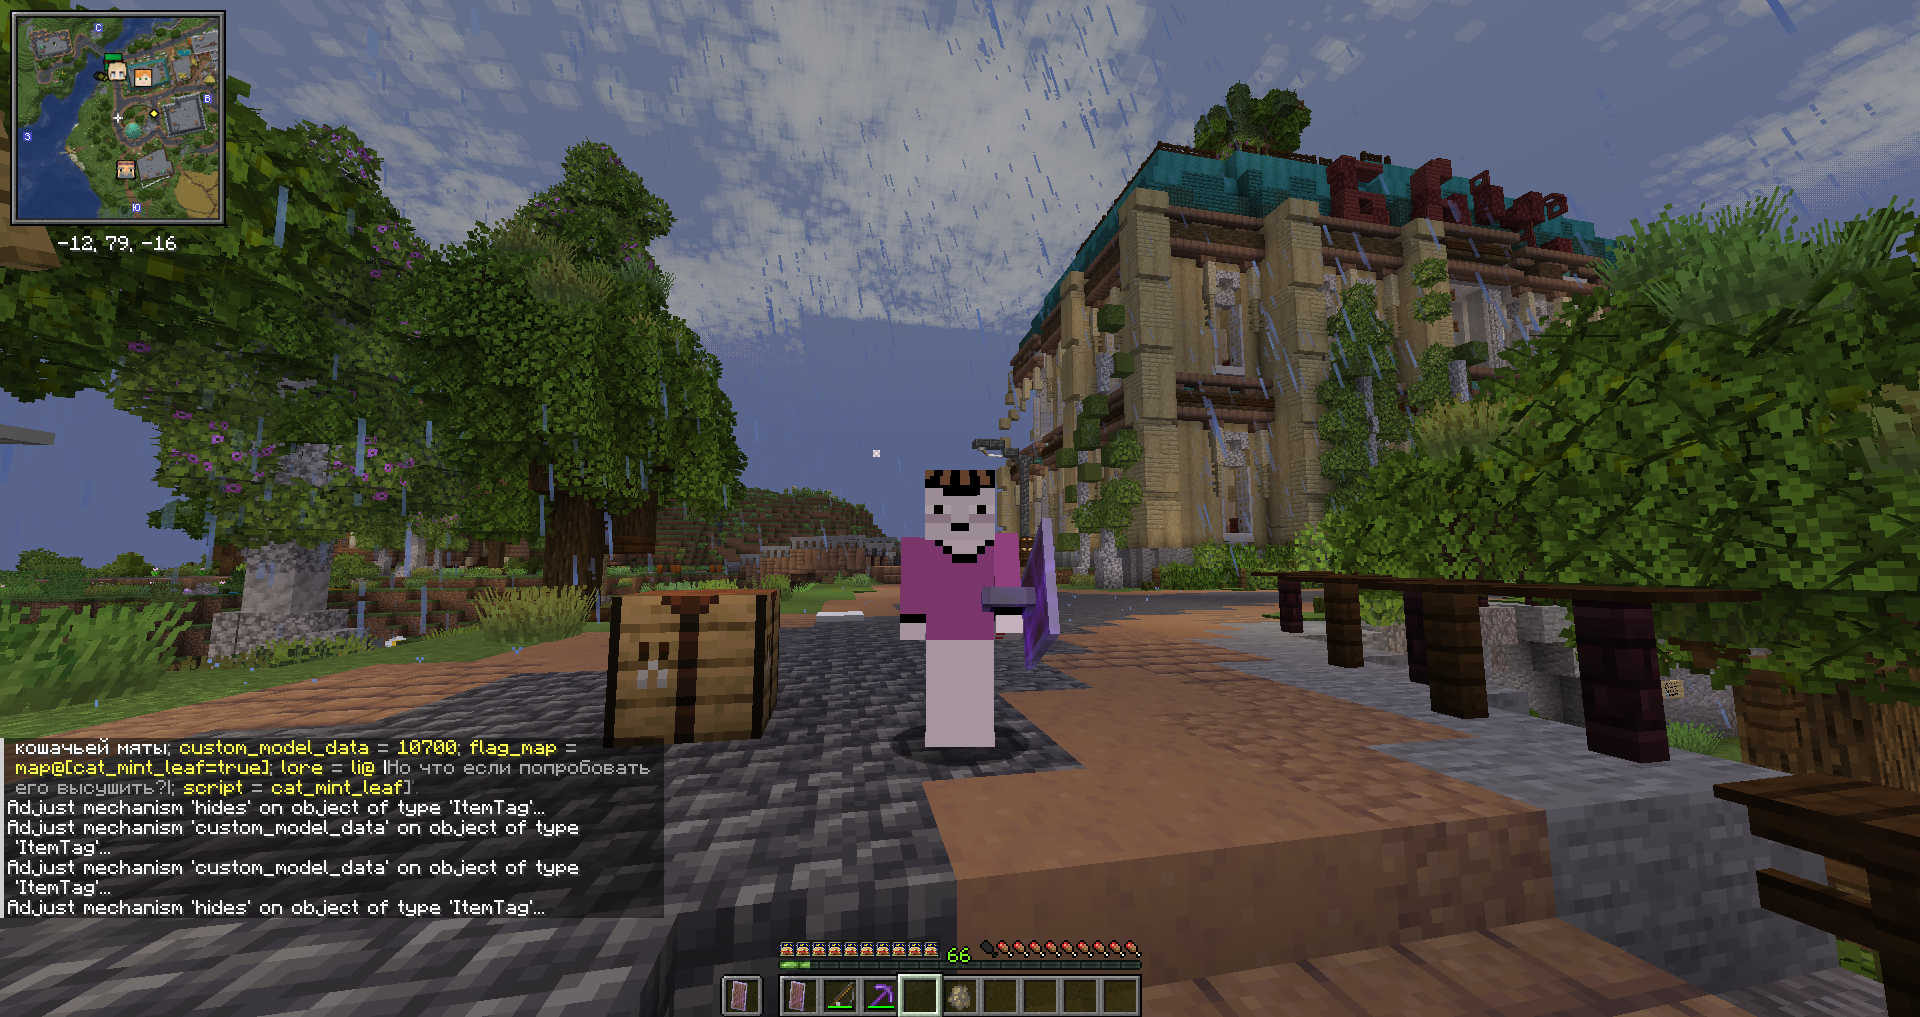 С
В
З
Ю
-12, 79, -16
кошачьей мяты; custom_model_data = 10700; flag_map =
map@[cat_mint_leaf=true]; lore = li@ |Но что если попробовать
его высушить?|; script = cat_mint_leaf].
Adjust mechanism 'hides' on object of type 'ItemTag'...
Adjust mechanism 'custom_model_data' on object of type
'ItemTag'...
Adjust mechanism 'custom_model_data' on object of type
'ItemTag'...
Adjust mechanism 'hides' on object of type 'ItemTag'...
66